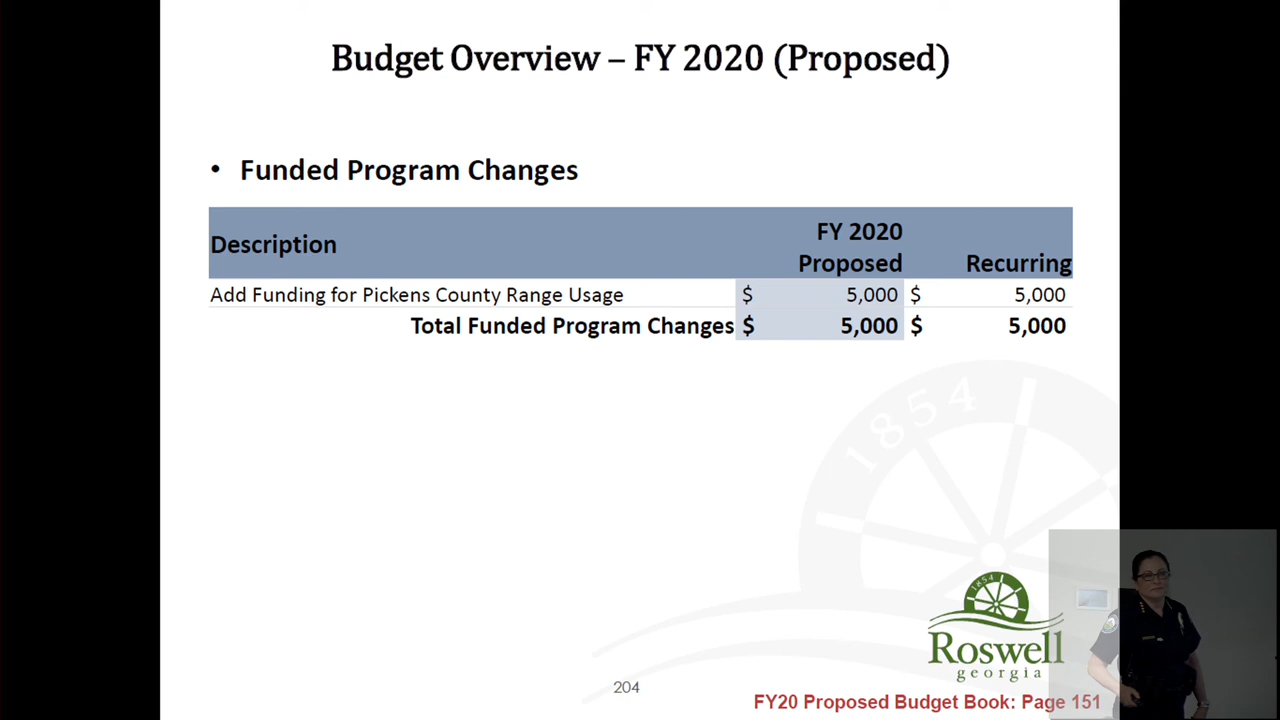 Budget Overview – FY 2020 (Proposed)
• Funded Program Changes
Description FY 2020 Proposed Recurring
Add Funding for Pickens County Range Usage $ 5,000 $ 5,000
Total Funded Program Changes $ 5,000 $ 5,000
1854
1854
Roswell
georgia
204
FY20 Proposed Budget Book: Page 151